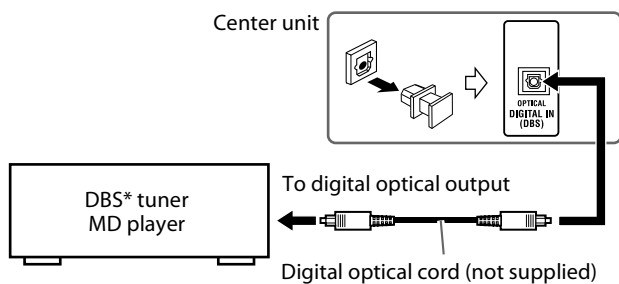 Center unit
OPTICAL
DIGITAL IN
(DBS)
DBS* tuner
MD player
To digital optical output
Digital optical cord (not supplied)